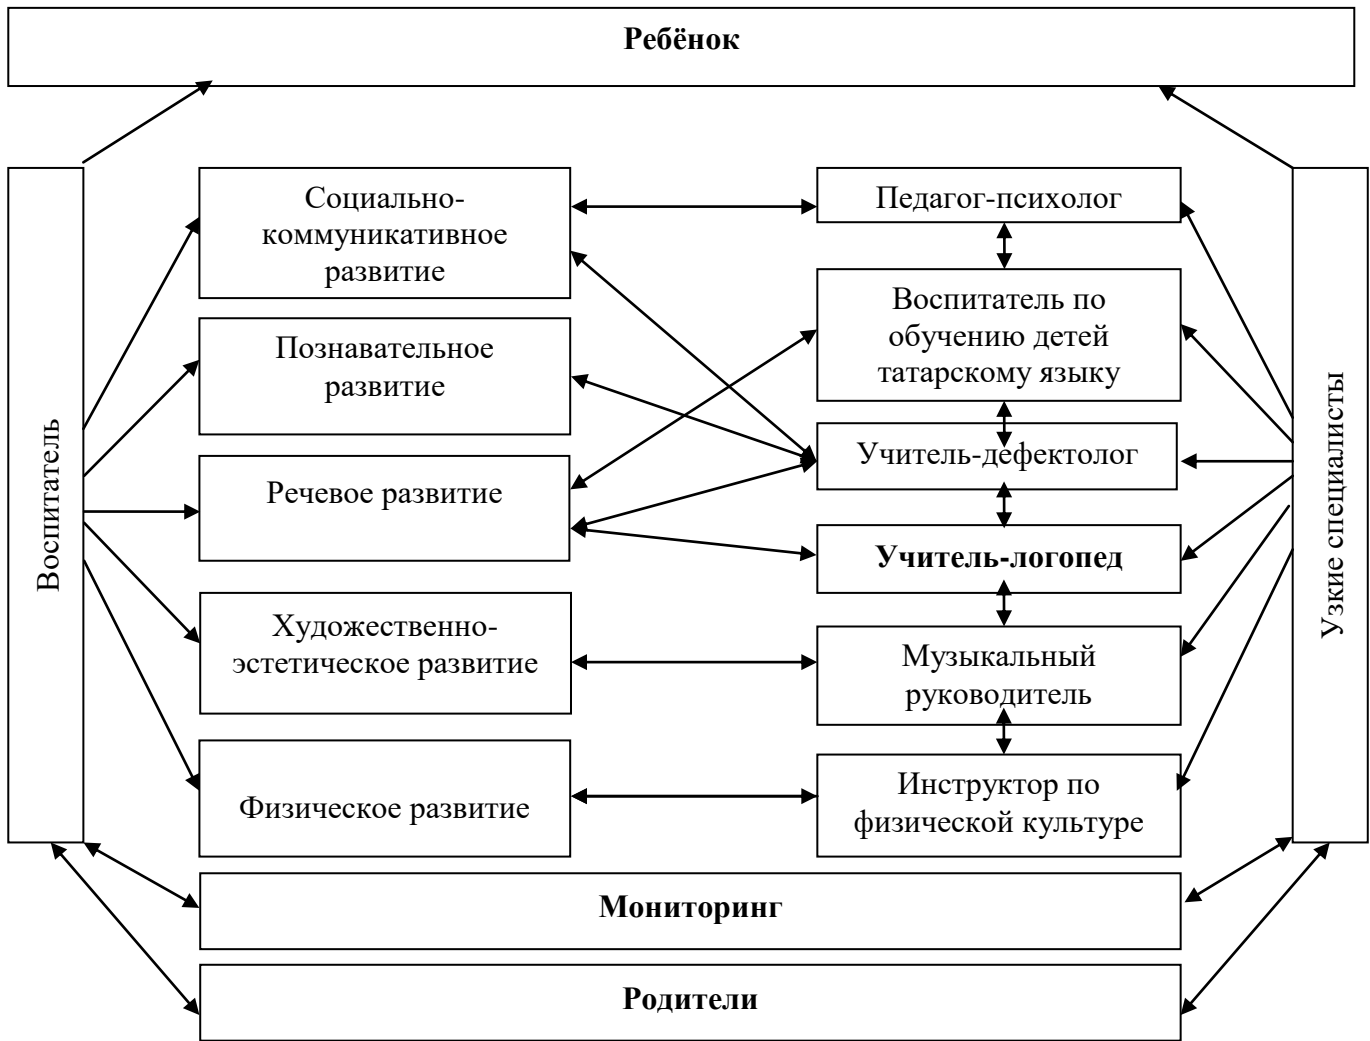 Ребёнок
Воспитатель
Социально-
коммуникативное
развитие
Познавательное
развитие
Речевое развитие
Художественно-
эстетическое развитие
Физическое развитие
Педагог-психолог
Воспитатель по
обучению детей
татарскому языку
Учитель-дефектолог
Учитель-логопед
Музыкальный
руководитель
Инструктор по
физической культуре
Узкие специалисты
Мониторинг
Родители